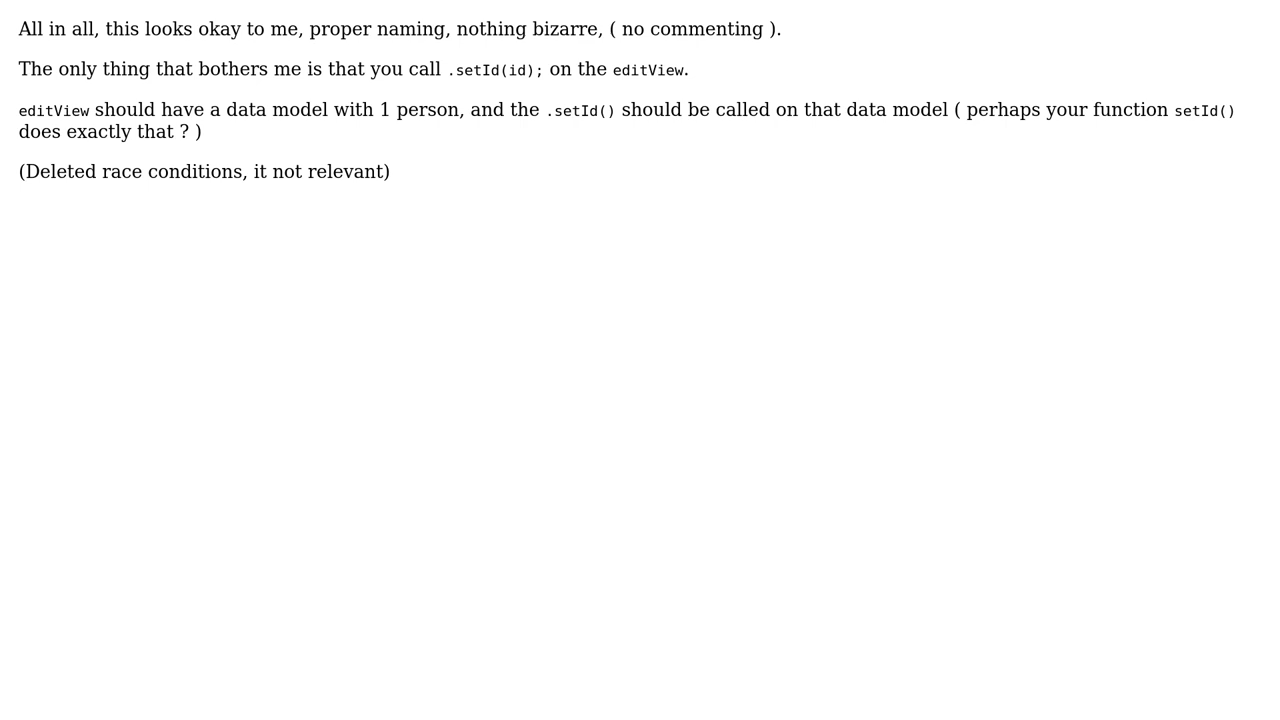 All in all, this looks okay to me, proper naming, nothing bizarre, ( no commenting ).
The only thing that bothers me is that you call .setId(id); on the editView.
editView should have a data model with 1 person, and the .setId() should be called on that data model ( perhaps your function setId()
does exactly that ? )
(Deleted race conditions, it not relevant)